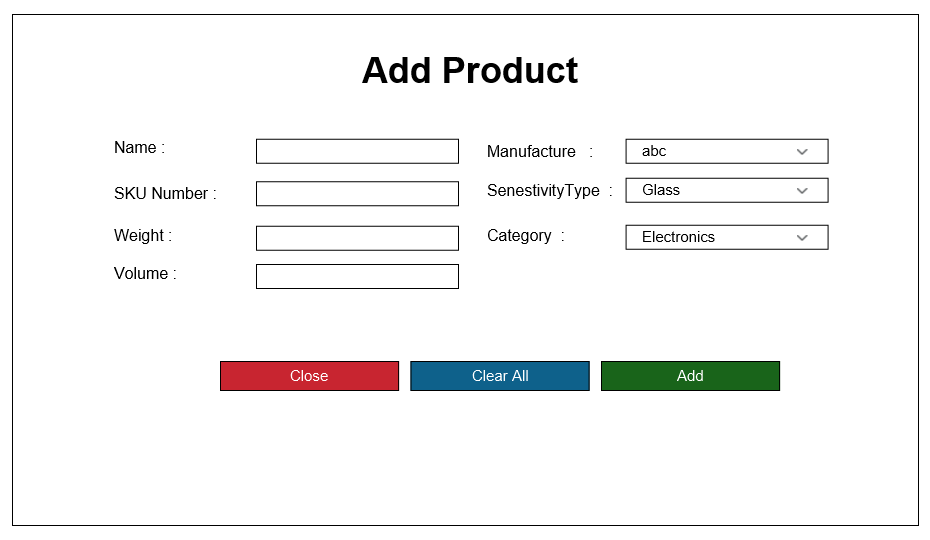 Add Product
Name :
Manufacture :
abc
SKU Number :
SenestivityType :
Glass
Weight :
Category :
Electronics
Volume :
Close
Clear All
Add